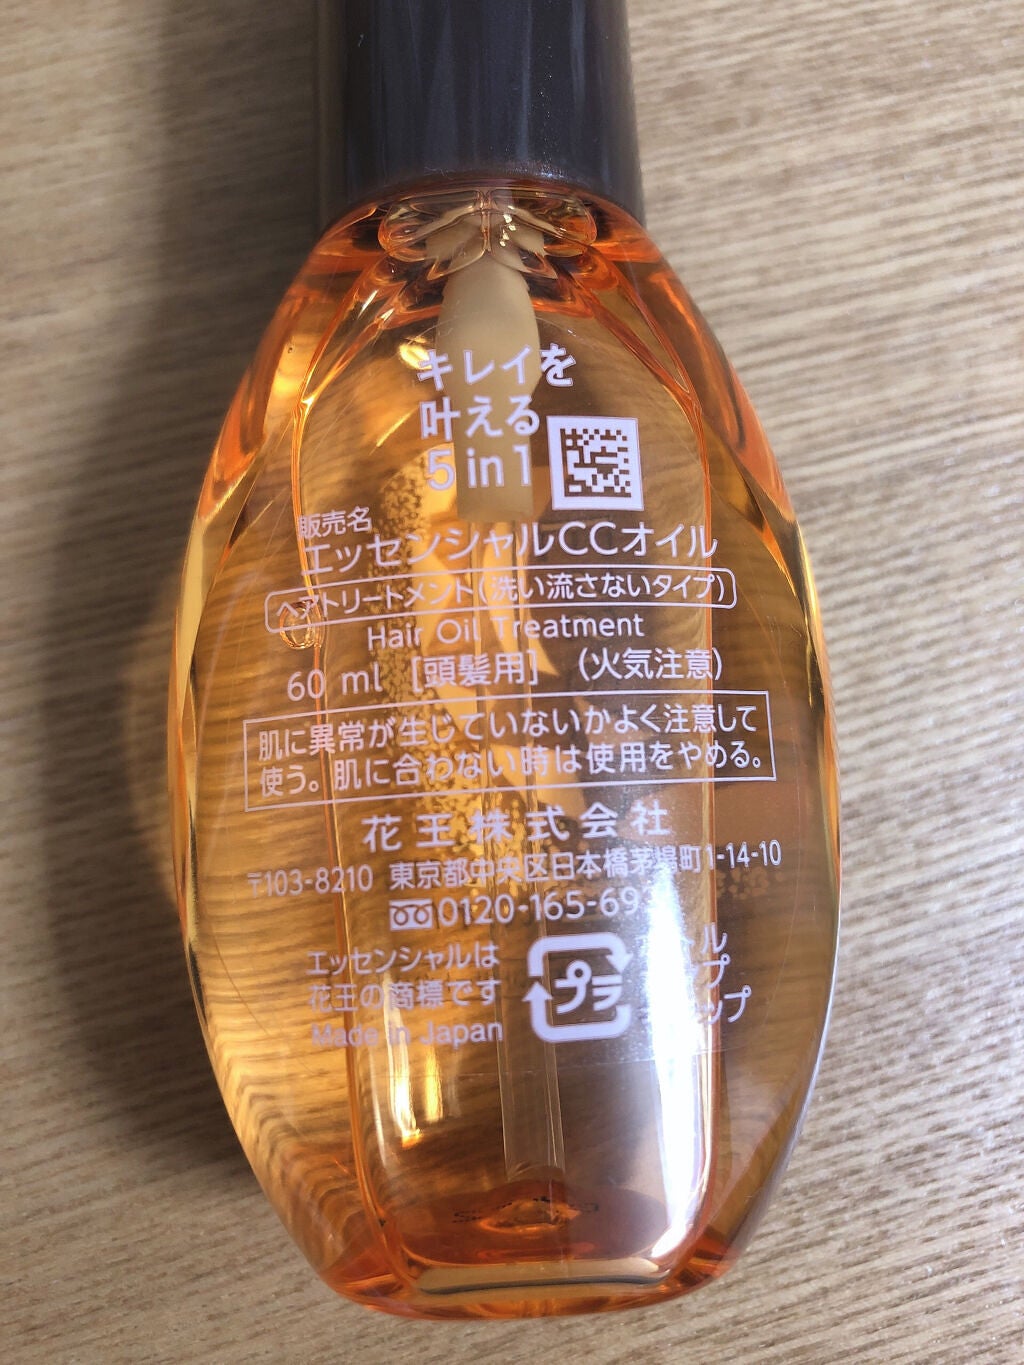 キレイを
叶える
5 in 1
販売名
エッセンシャルCCオイル
ヘアトリートメント(洗い流さないタイプ)
Hair Oil Treatment
60 ml [頭髪用] (火気注意)
肌に異常が生じていないかよく注意して
使う。肌に合わない時は使用をやめる。
花王株式会社
〒103-8210 東京都中央区日本橋茅場町1-14-10
エッセンシャルは
花王の商標です
Made in Japan
プラ